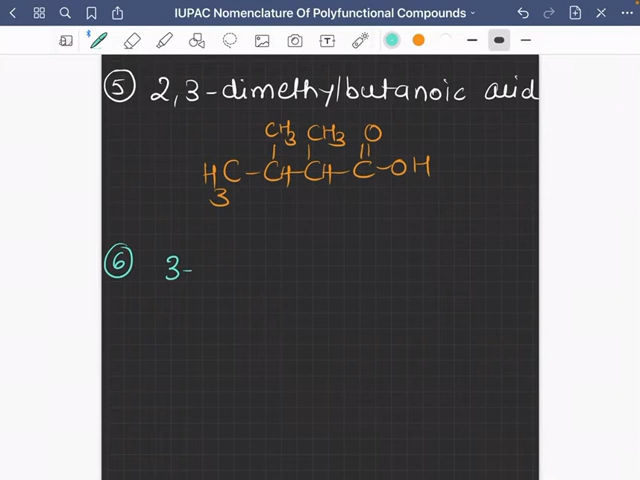 IUPAC Nomenclature Of Polyfunctional Compounds
⑤ 2,3-dimethylbutanoic acid
CH3 CH3 O
H3C-CH-CH-C-OH
⑥ 3-